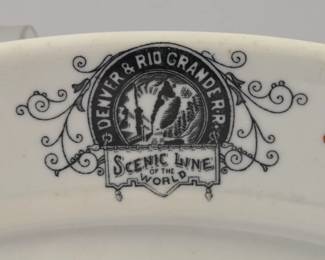 DENVER & RIO GRANDE R.R.
SCENIC LINE
OF THE
WORLD